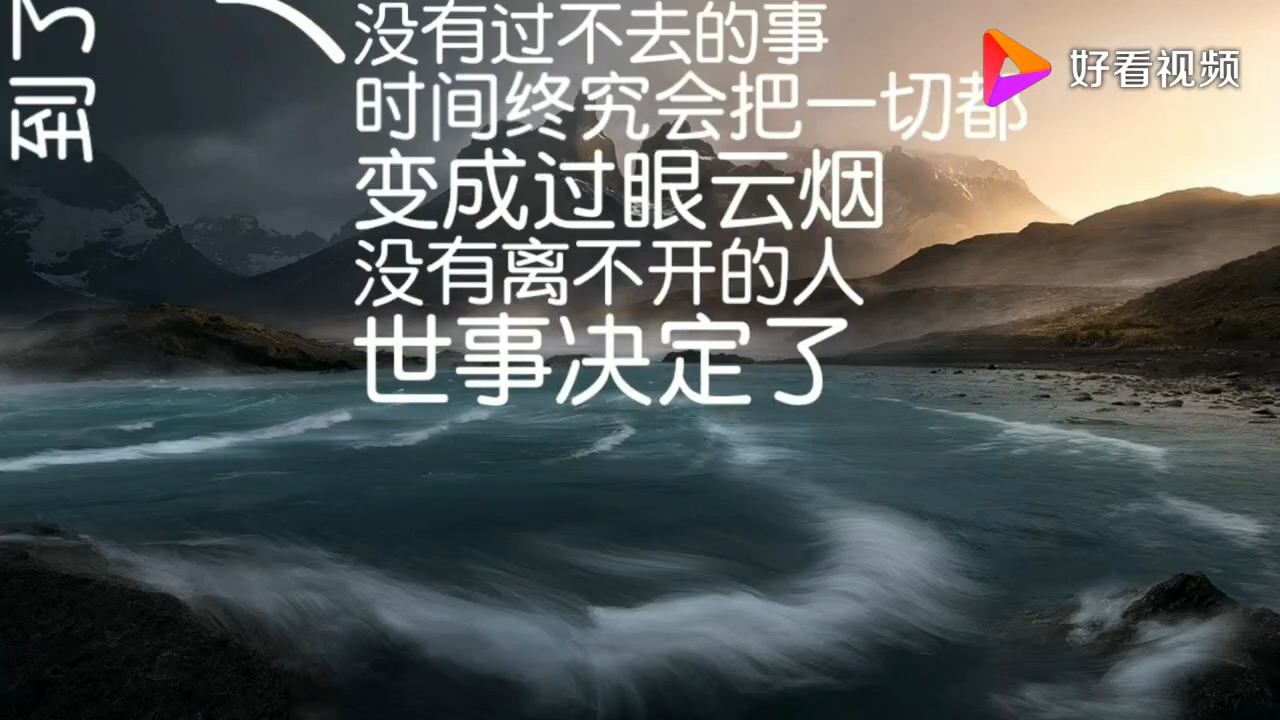 到了
没有过不去的事
时间终究会把一切都
变成过眼云烟
没有离不开的人
世事决定了
好看视频